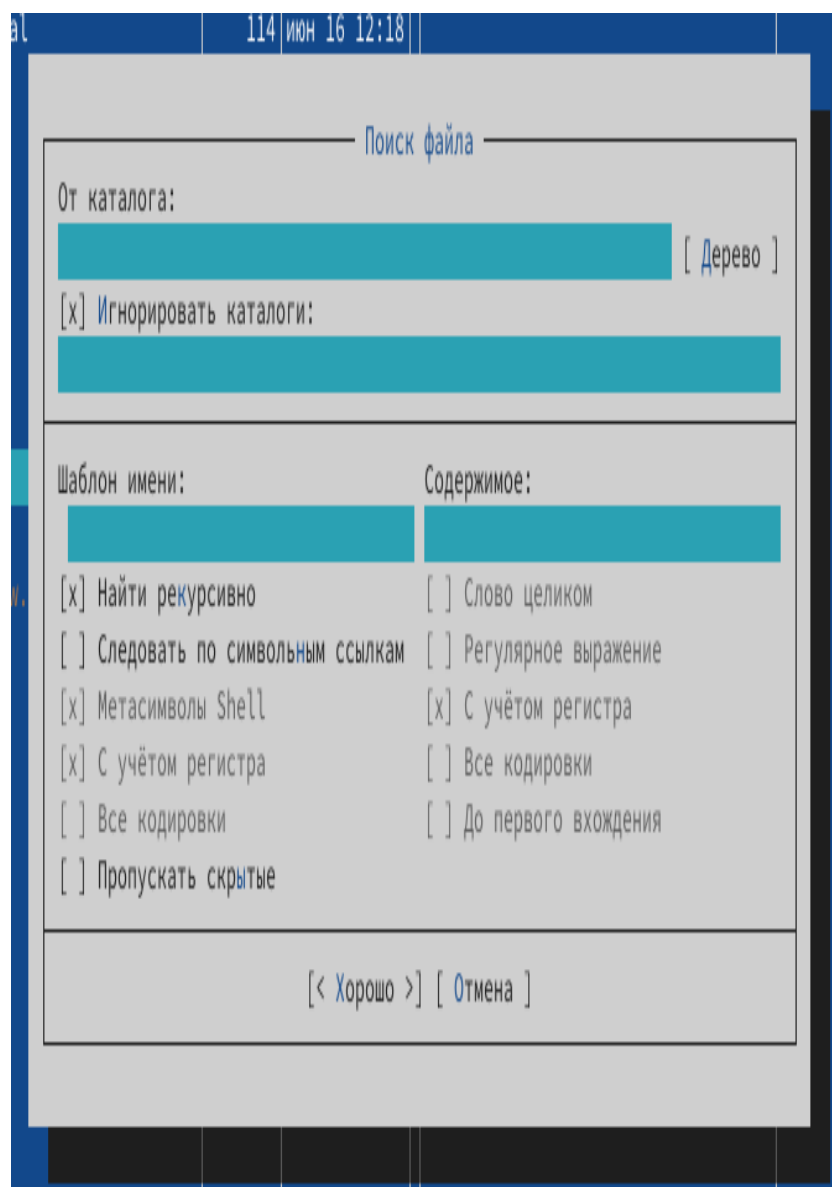 al 114 июн 16 12:18
Поиск файла
От каталога:
[ Дерево ]
[x] Игнорировать каталоги:
Шаблон имени: Содержимое:
[x] Найти рекурсивно [ ] Слово целиком
[ ] Следовать по символьным ссылкам [ ] Регулярное выражение
[x] Метасимволы Shell [x] С учётом регистра
[x] С учётом регистра [ ] Все кодировки
[ ] Все кодировки [ ] До первого вхождения
[ ] Пропускать скрытые
[< Хорошо >] [ Отмена ]